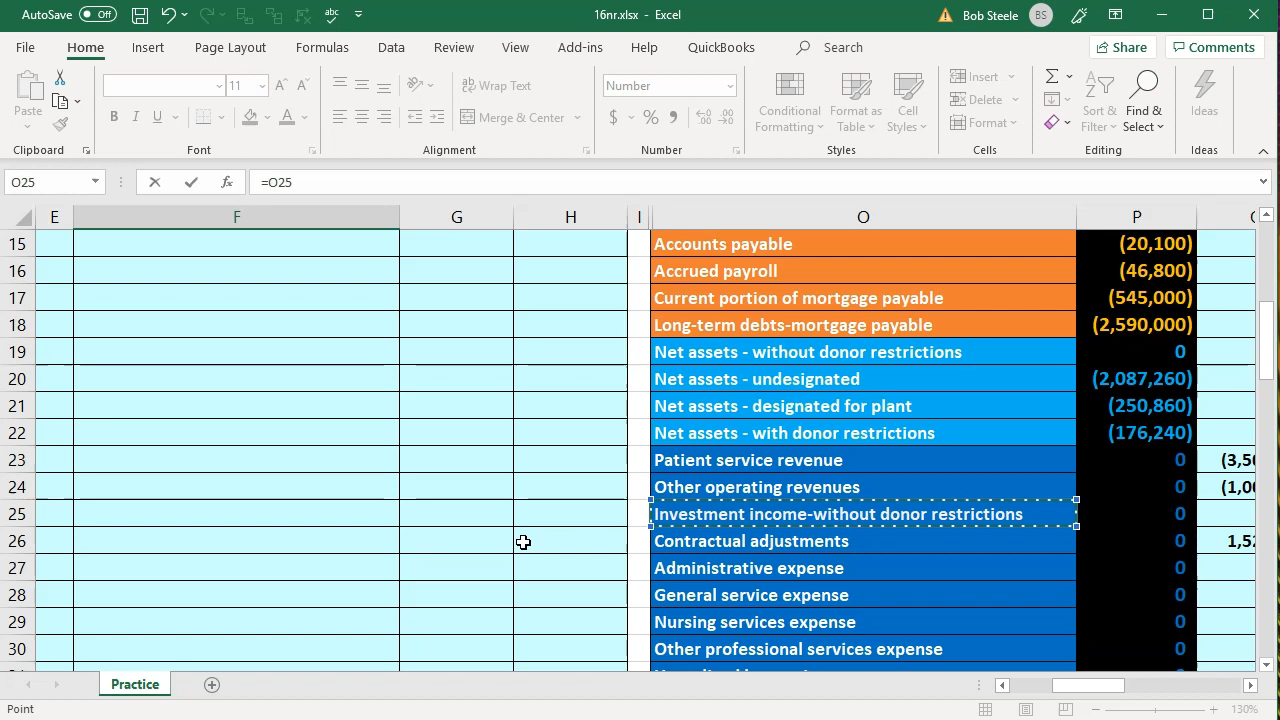 AutoSave Off 16nr.xlsx - Excel Bob Steele BS
File Home Insert Page Layout Formulas Data Review View Add-ins Help QuickBooks Search Share Comments
Paste 11 Wrap Text Number Insert Conditional Formatting Format as Table Cell Styles Sort & Filter Find & Select Ideas
B I U Merge & Center $ % Delete
Format
Clipboard Font Alignment Number Styles Cells Editing Ideas
O25 fx =O25
E F G H I O P
15 Accounts payable (20,100)
16 Accrued payroll (46,800)
17 Current portion of mortgage payable (545,000)
18 Long-term debts-mortgage payable (2,590,000)
19 Net assets - without donor restrictions 0
20 Net assets - undesignated (2,087,260)
21 Net assets - designated for plant (250,860)
22 Net assets - with donor restrictions (176,240)
23 Patient service revenue 0
24 Other operating revenues 0
25 Investment income-without donor restrictions 0
26 Contractual adjustments 0
27 Administrative expense 0
28 General service expense 0
29 Nursing services expense 0
30 Other professional services expense 0
Practice
Point 130%